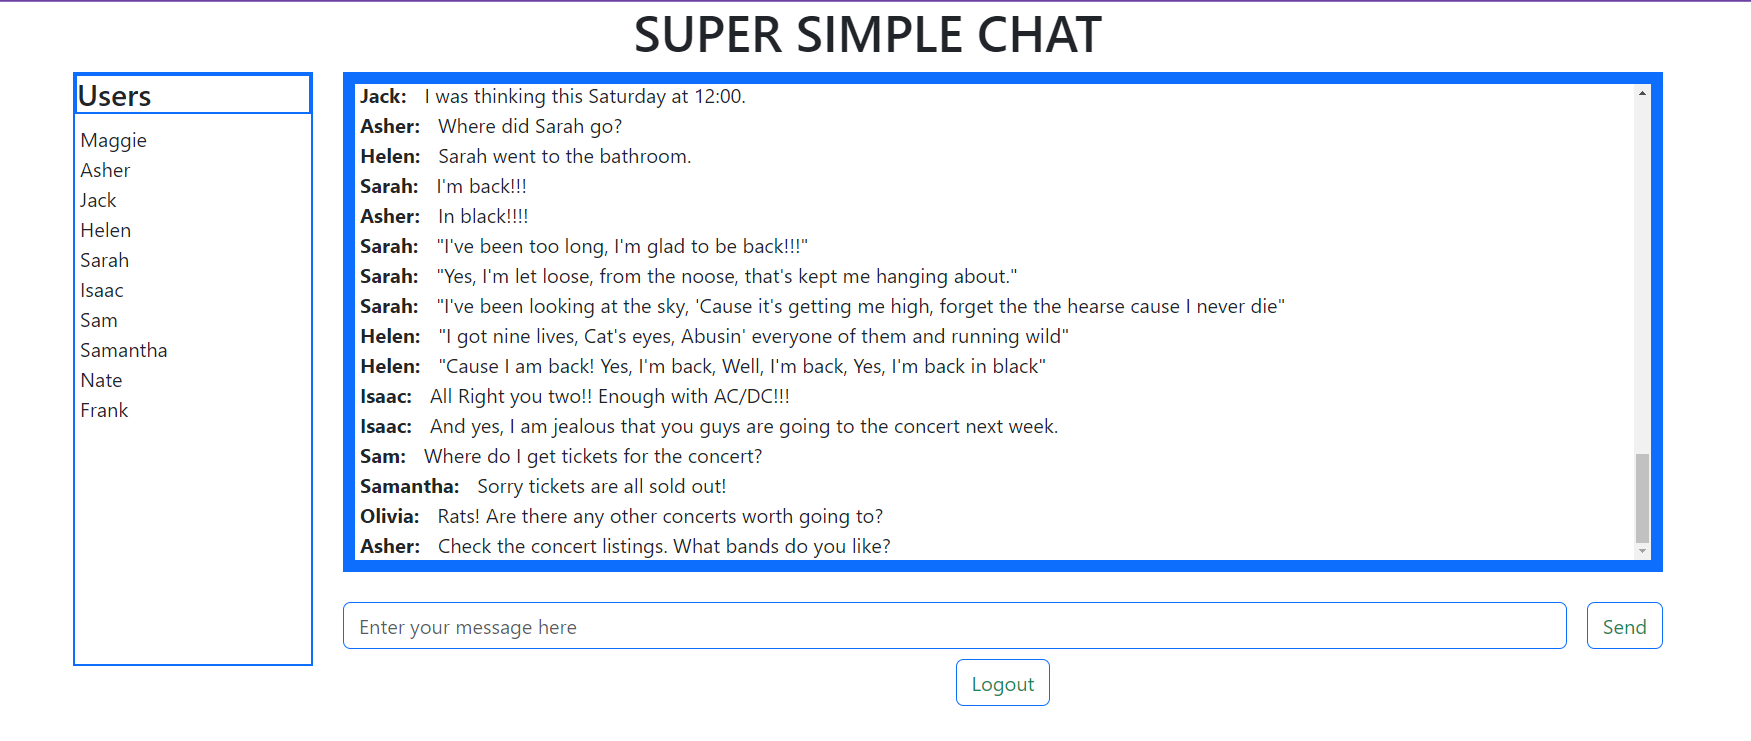 SUPER SIMPLE CHAT
Users
Maggie
Asher
Jack
Helen
Sarah
Isaac
Sam
Samantha
Nate
Frank
Jack: I was thinking this Saturday at 12:00.
Asher: Where did Sarah go?
Helen: Sarah went to the bathroom.
Sarah: I'm back!!!
Asher: In black!!!!
Sarah: "I've been too long, I'm glad to be back!!!"
Sarah: "Yes, I'm let loose, from the noose, that's kept me hanging about."
Sarah: "I've been looking at the sky, 'Cause it's getting me high, forget the the hearse cause I never die"
Helen: "I got nine lives, Cat's eyes, Abusin' everyone of them and running wild"
Helen: "Cause I am back! Yes, I'm back, Well, I'm back, Yes, I'm back in black"
Isaac: All Right you two!! Enough with AC/DC!!!
Isaac: And yes, I am jealous that you guys are going to the concert next week.
Sam: Where do I get tickets for the concert?
Samantha: Sorry tickets are all sold out!
Olivia: Rats! Are there any other concerts worth going to?
Asher: Check the concert listings. What bands do you like?
Enter your message here
Send
Logout